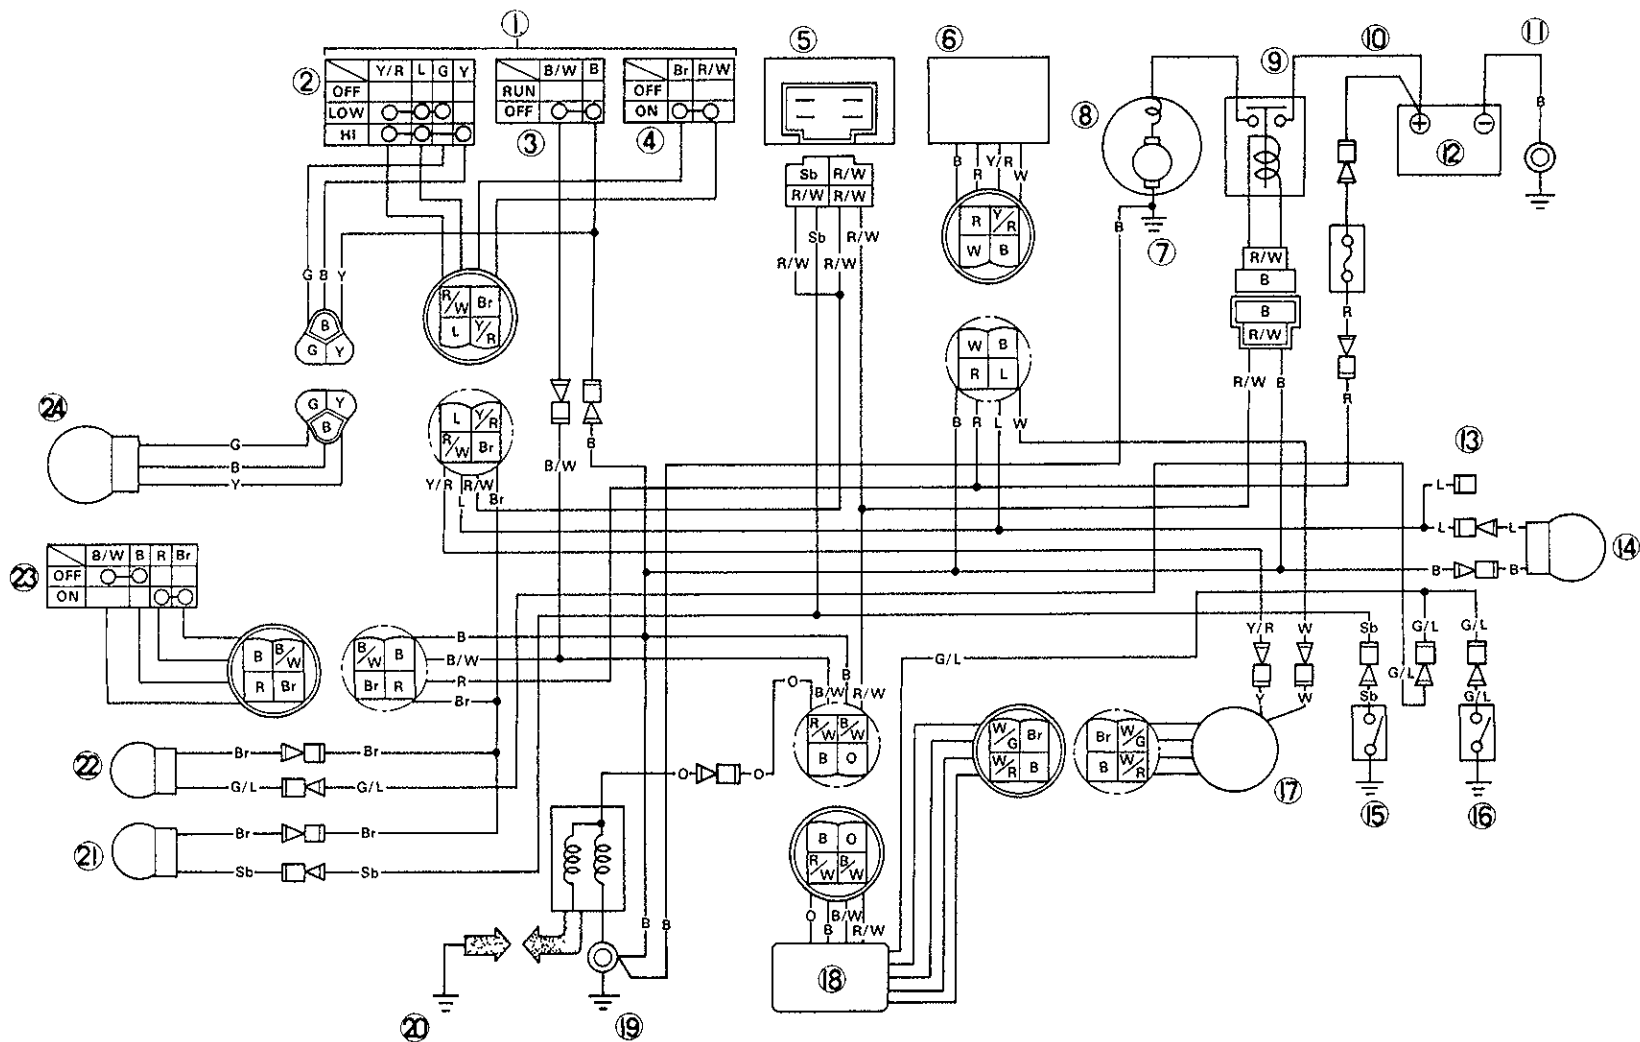 1
2
Y/R L G Y
OFF
LOW
HI
B/W B
RUN
OFF
3
Br R/W
OFF
ON
4
5
Sb R/W
R/W R/W
Sb
R/W
R/W
R/W
6
B
R
Y/R
W
R Y/R
W B
7
8
9
10
11
12
+
−
B
B
R/W
B
B
R/W
R/W
B
R
R
G B Y
B
G Y
R/W Br
L Y/R
24
G Y
B
G
B
Y
L Y/R
R/W Br
Y/R
L
R/W
Br
B/W
B
W B
R L
B
R
L
W
13
L
L
L
14
B
B
23
B/W B R Br
OFF
ON
B B/W
R Br
B/W B
Br R
B
B/W
R
Br
G/L
Y/R
W
Sb
G/L
G/L
G/L
Y
W
Sb
G/L
O
B/W
B
R/W
R/W B/W
B O
22
Br
Br
G/L
G/L
21
Br
Br
Sb
Sb
O
O
W/G Br
W/R B
Br W/G
B W/R
17
15
16
B O
R/W B/W
O
B
B/W
R/W
B
B
18
20
19